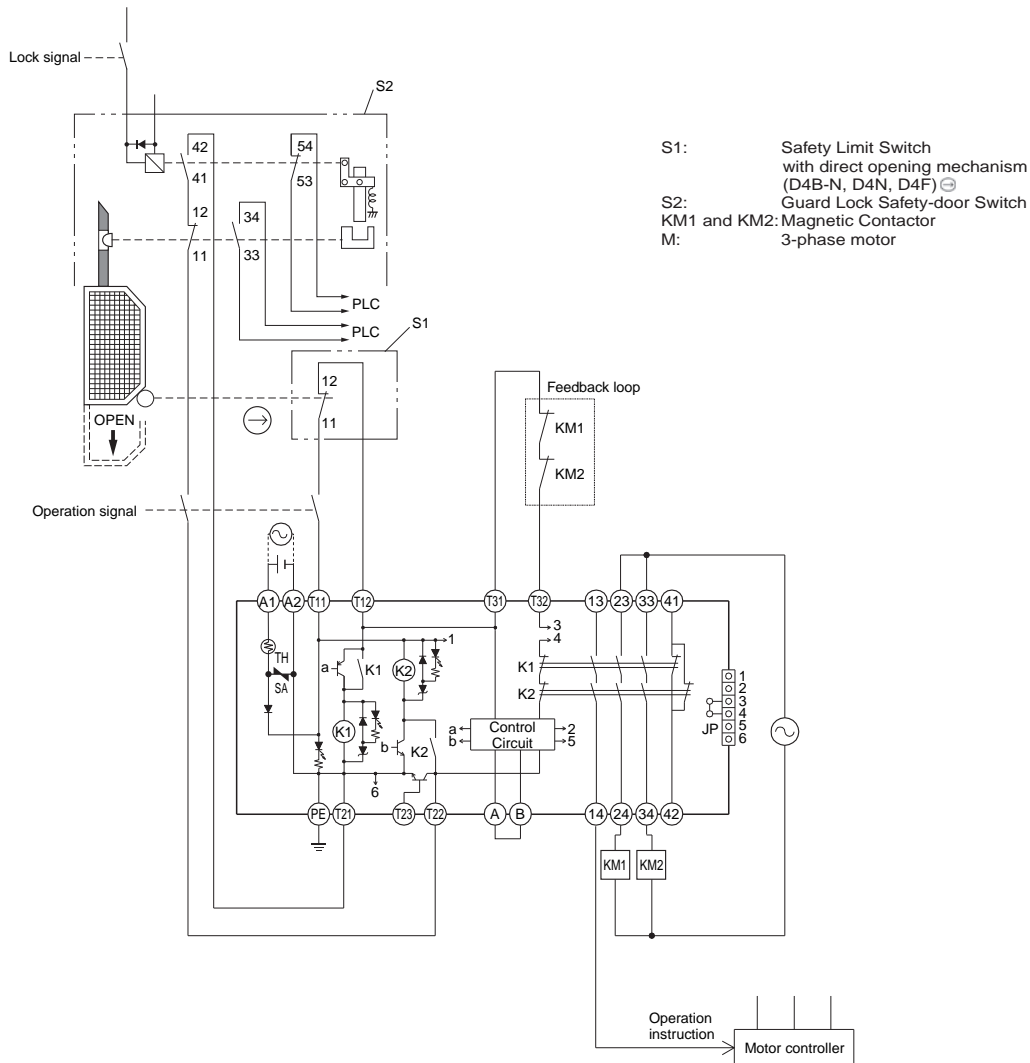 Lock signal
S2
42
54
41
53
12
34
11
33
PLC
PLC
S1
S1: Safety Limit Switch
with direct opening mechanism
(D4B-N, D4N, D4F)
S2: Guard Lock Safety-door Switch
KM1 and KM2: Magnetic Contactor
M: 3-phase motor
12
11
OPEN
Feedback loop
KM1
KM2
Operation signal
A1 A2 T11 T12 T31 T32 13 23 33 41
TH
SA
a
K1
K2
1
3
4
K1
K2
K1
b
K2
a
b
Control
Circuit
2
5
6
JP
1
2
3
4
5
6
PE T21 T23 T22 A B 14 24 34 42
KM1
KM2
Operation
instruction
Motor controller